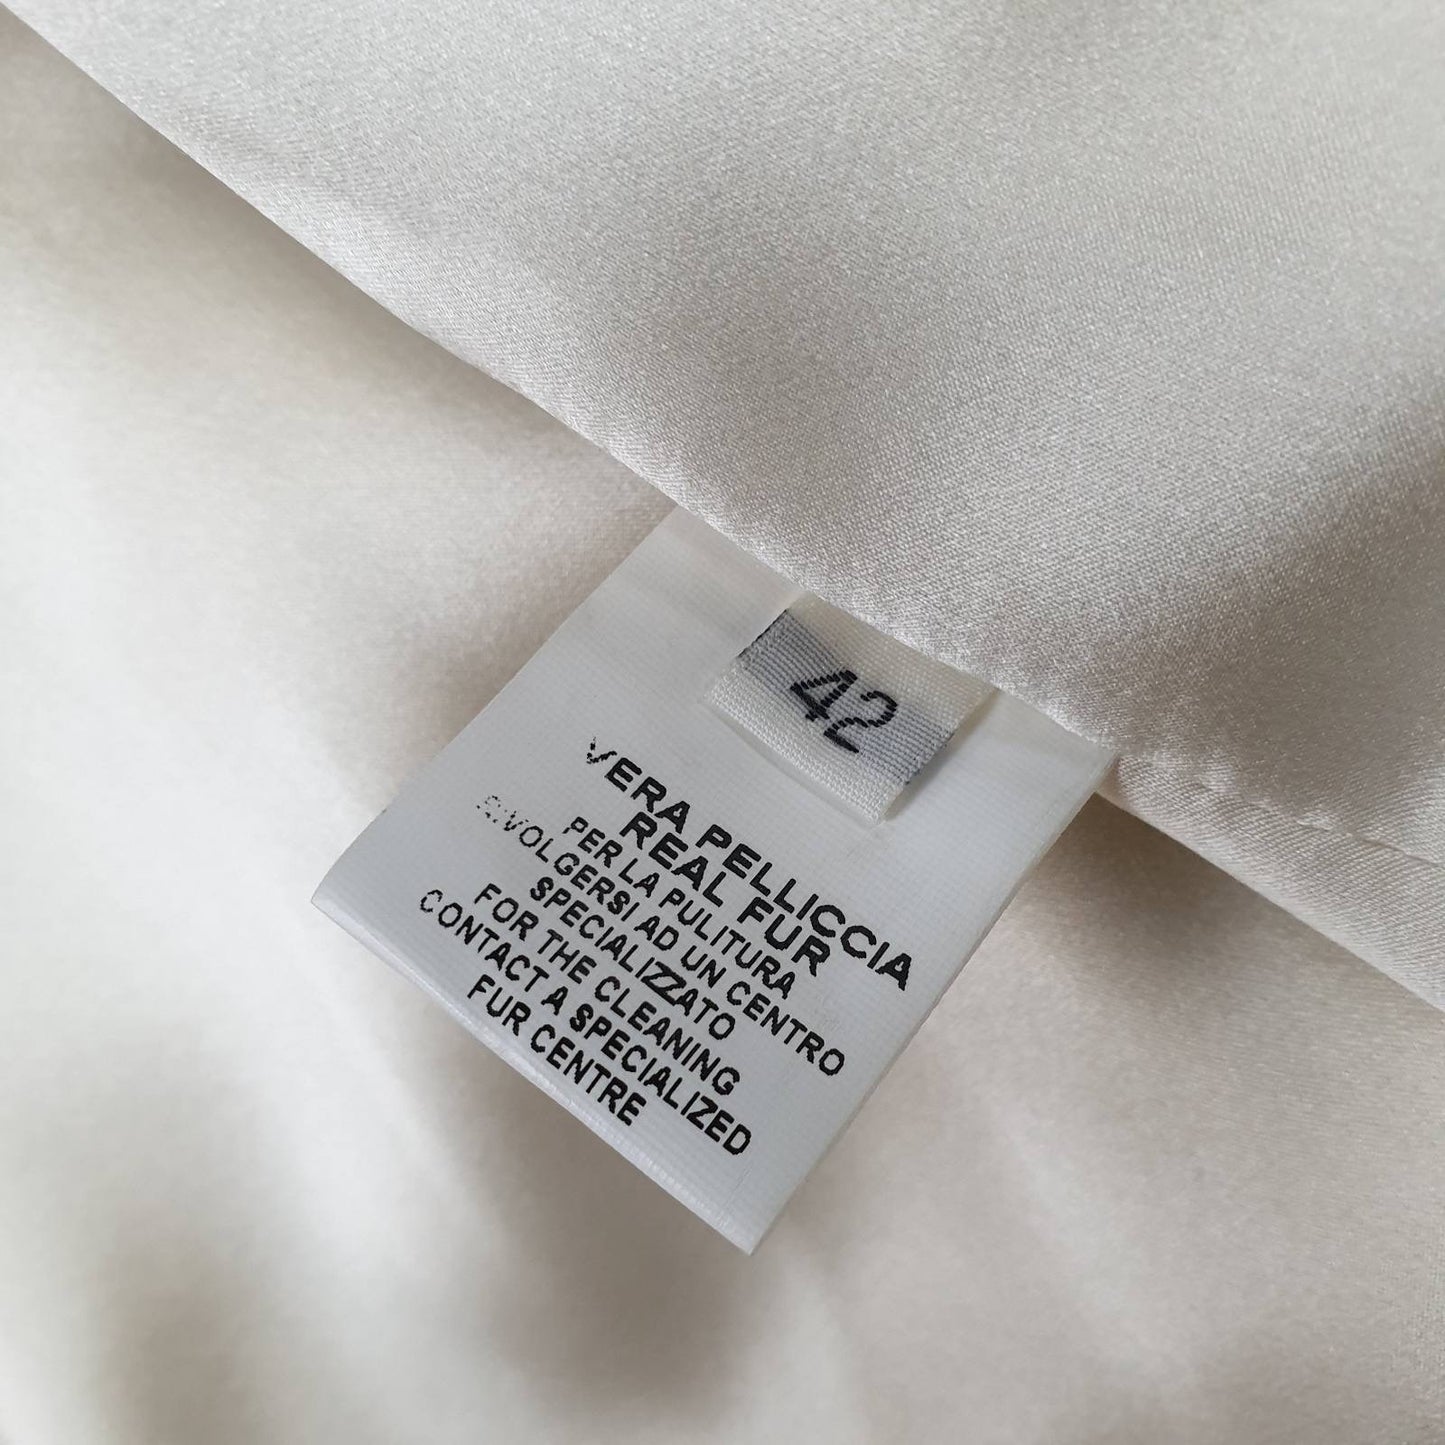 42
VERA PELLICCIA
REAL FUR
PER LA PULITURA
RIVOLGERSI AD UN CENTRO
SPECIALIZZATO
FOR THE CLEANING
CONTACT A SPECIALIZED
FUR CENTRE